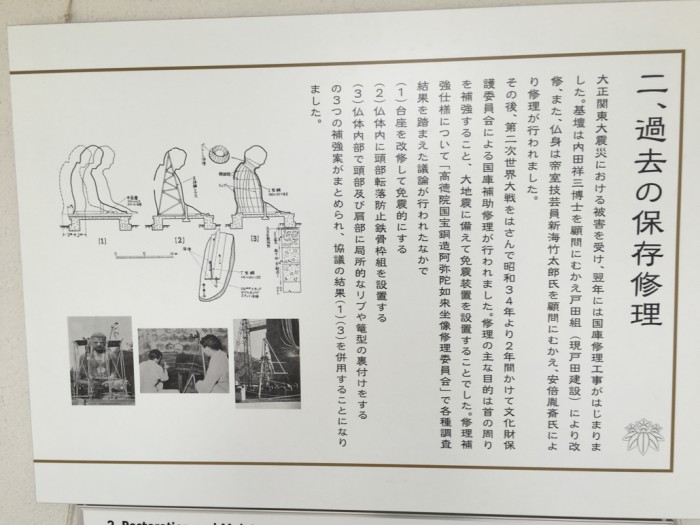 二、過去の保存修理
大正関東大震災における被害を受け、翌年には国庫修理工事がはじまりま
した。基壇は内田祥三博士を顧問にむかえ戸田組（現戸田建設）により改
修、また、仏身は帝室技芸員新海竹太郎氏を顧問にむかえ、安倍胤斎氏によ
り修理が行われました。
その後、第二次世界大戦をはさんで昭和３４年より２年間かけて文化財保
護委員会による国庫補助修理が行われました。修理の主な目的は首の周り
を補強すること、大地震に備えて免震装置を設置することでした。修理補
強仕様について「高徳院国宝銅造阿弥陀如来坐像修理委員会」で各種調査
結果を踏まえた議論が行われたなかで
（１）台座を改修して免震的にする
（２）仏体内に頭部転落防止鉄骨枠組を設置する
（３）仏体内部で頭部及び肩部に局所的なリブや篭型の裏付けをする
の３つの補強案がまとめられ、協議の結果（１）（３）を併用することになり
ました。
[1]
[2]
[3]